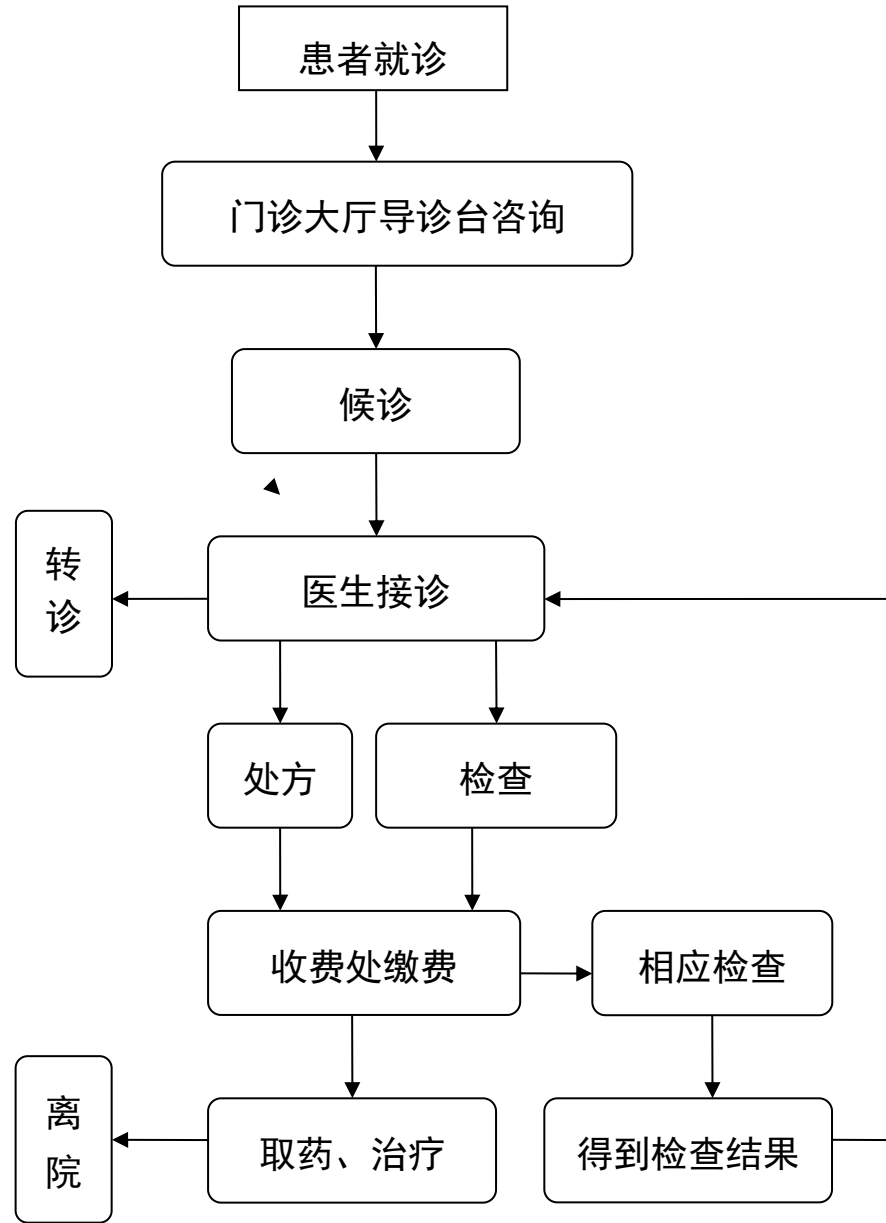 患者就诊
门诊大厅导诊台咨询
候诊
转
诊
医生接诊
处方
检查
收费处缴费
相应检查
离
院
取药、治疗
得到检查结果